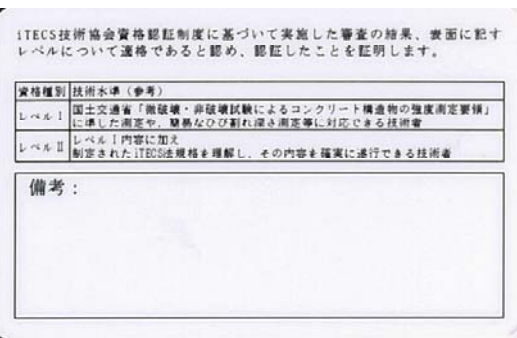 iTECS技術協会資格認証制度に基づいて実施した審査の結果、表面に記す
レベルについて適格であると認め、認証したことを証明します。
資格種別 技術水準（参考）
レベルⅠ 国土交通省「微破壊・非破壊試験によるコンクリート構造物の強度測定要領」
に準じた測定や、簡易なひび割れ深さ測定等に対応できる技術者
レベルⅡ レベルⅠ内容に加え
制定されたiTECS法規格を理解し、その内容を確実に遂行できる技術者
備考：